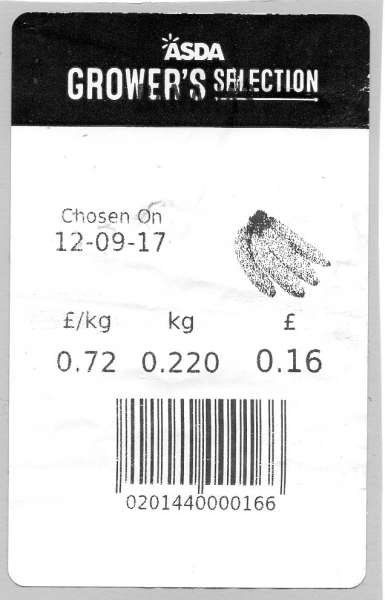 ASDA
GROWER'S SELECTION
Chosen On
12-09-17
£/kg kg £
0.72 0.220 0.16
0201440000166